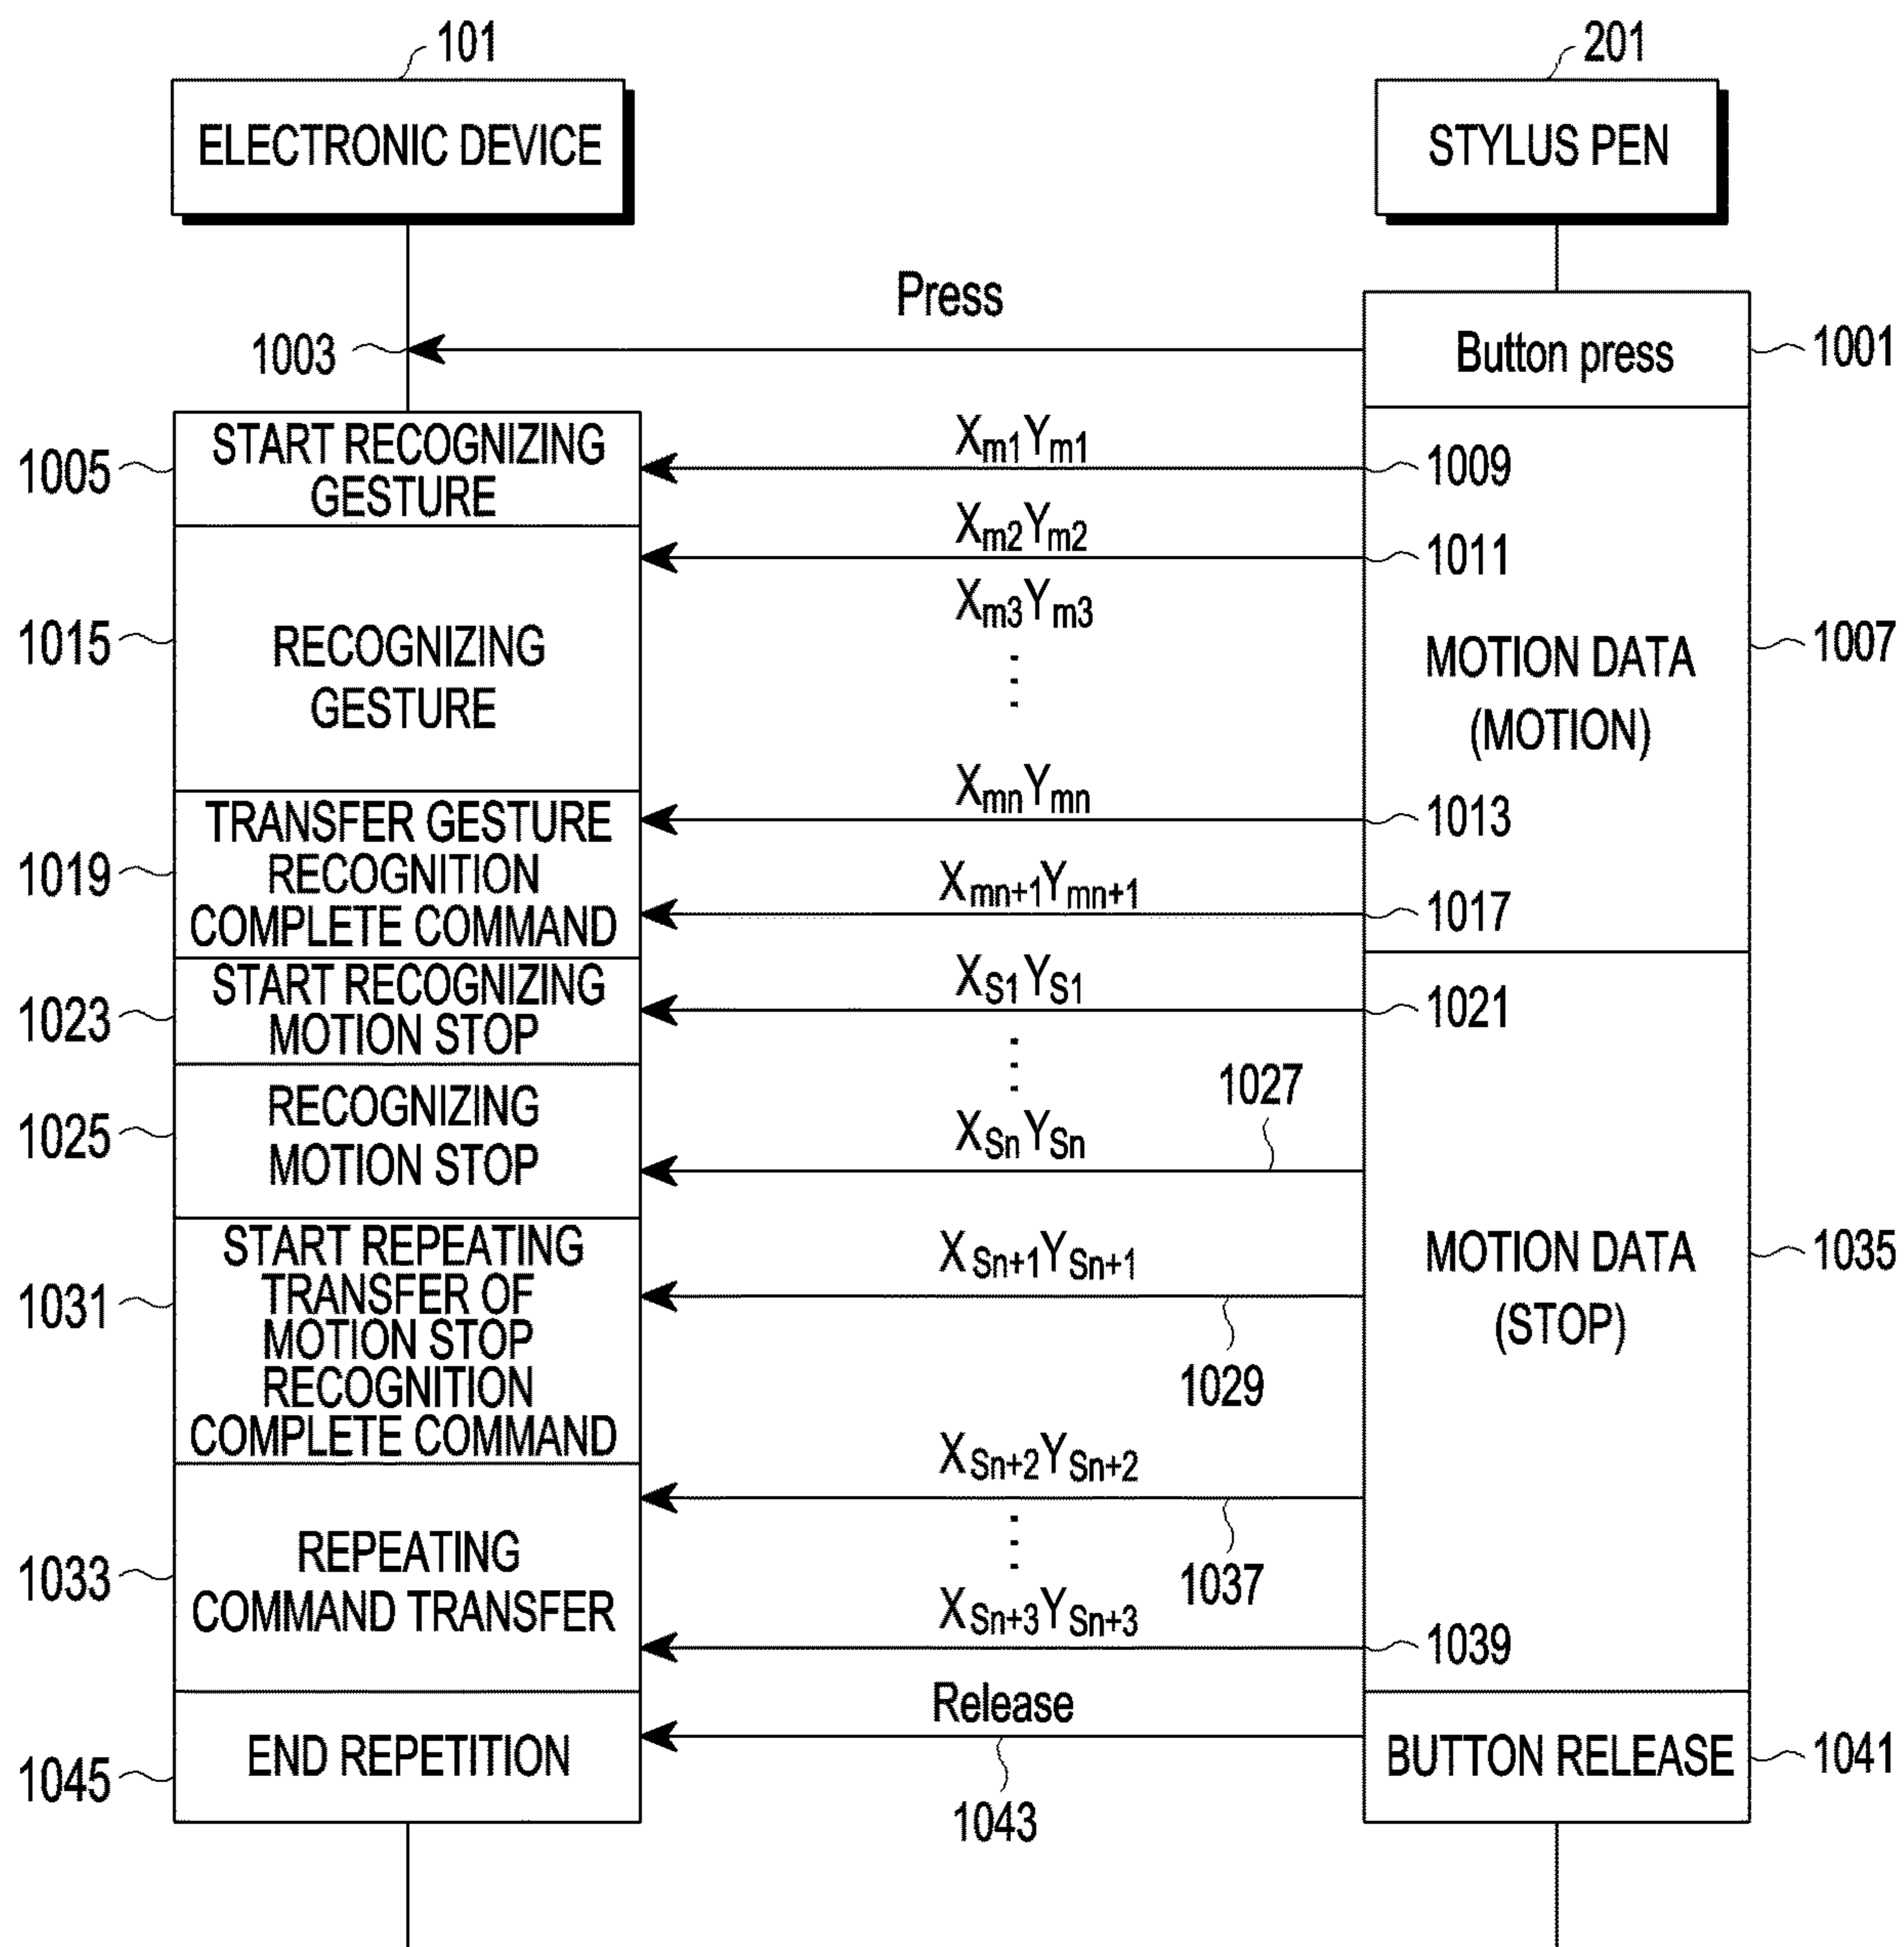 101
201
ELECTRONIC DEVICE
STYLUS PEN
Press
1003
Button press
1001
1005
START RECOGNIZING
GESTURE
Xm1Ym1
1009
Xm2Ym2
1011
Xm3Ym3
1015
RECOGNIZING
GESTURE
MOTION DATA
(MOTION)
1007
XmnYmn
1013
1019
TRANSFER GESTURE
RECOGNITION
COMPLETE COMMAND
Xmn+1Ymn+1
1017
1023
START RECOGNIZING
MOTION STOP
XS1YS1
1021
1025
RECOGNIZING
MOTION STOP
XSnYSn
1027
1031
START REPEATING
TRANSFER OF
MOTION STOP
RECOGNITION
COMPLETE COMMAND
XSn+1YSn+1
1029
MOTION DATA
(STOP)
1035
XSn+2YSn+2
1037
1033
REPEATING
COMMAND TRANSFER
XSn+3YSn+3
1039
1045
END REPETITION
Release
1043
BUTTON RELEASE
1041